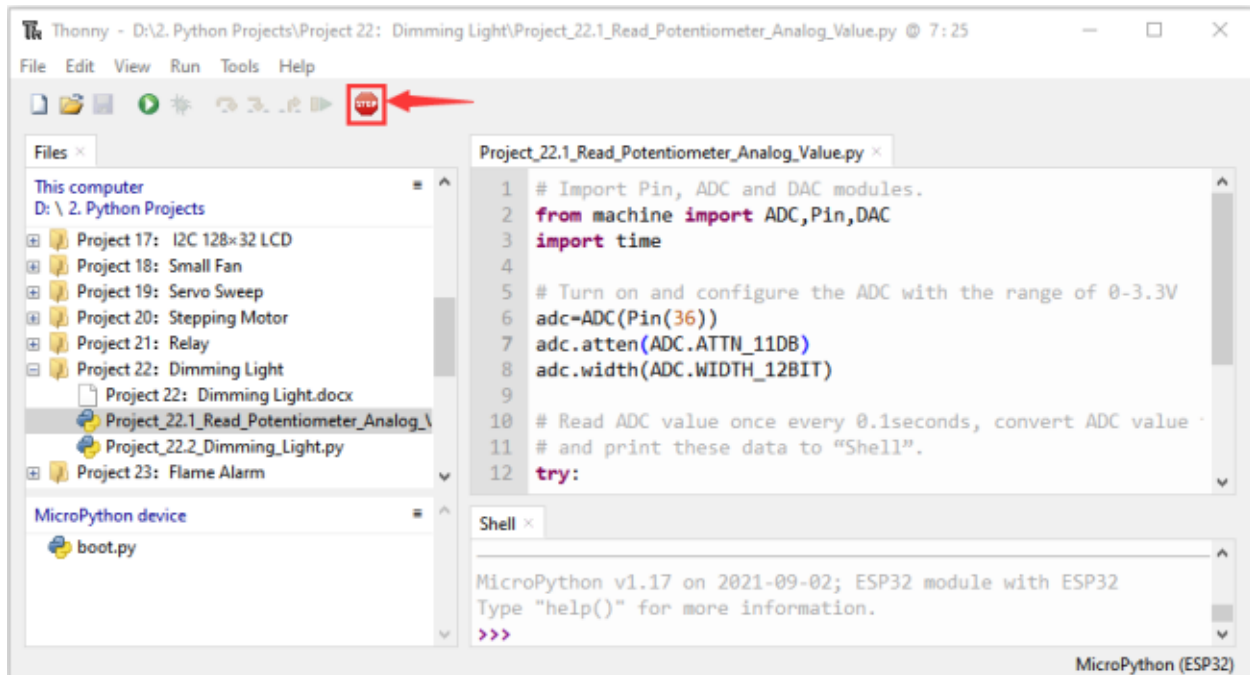 Thonny - D:\2. Python Projects\Project 22: Dimming Light\Project_22.1_Read_Potentiometer_Analog_Value.py @ 7:25
File Edit View Run Tools Help
STOP
Files
This computer
D: \ 2. Python Projects
Project 17: I2C 128×32 LCD
Project 18: Small Fan
Project 19: Servo Sweep
Project 20: Stepping Motor
Project 21: Relay
Project 22: Dimming Light
Project 22: Dimming Light.docx
Project_22.1_Read_Potentiometer_Analog_V
Project_22.2_Dimming_Light.py
Project 23: Flame Alarm
MicroPython device
boot.py
Project_22.1_Read_Potentiometer_Analog_Value.py
1 # Import Pin, ADC and DAC modules.
2 from machine import ADC,Pin,DAC
3 import time
4
5 # Turn on and configure the ADC with the range of 0-3.3V
6 adc=ADC(Pin(36))
7 adc.atten(ADC.ATTN_11DB)
8 adc.width(ADC.WIDTH_12BIT)
9
10 # Read ADC value once every 0.1seconds, convert ADC value
11 # and print these data to “Shell”.
12 try:
Shell
MicroPython v1.17 on 2021-09-02; ESP32 module with ESP32
Type "help()" for more information.
>>>
MicroPython (ESP32)